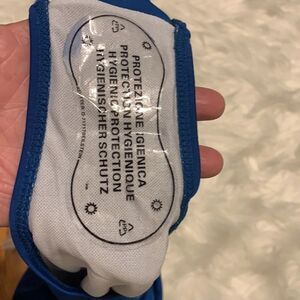 PROTEZIONE IGIENICA
PROTECTION HYGIENIQUE
HYGIENIC PROTECTION
HYGIENISCHER SCHUTZ